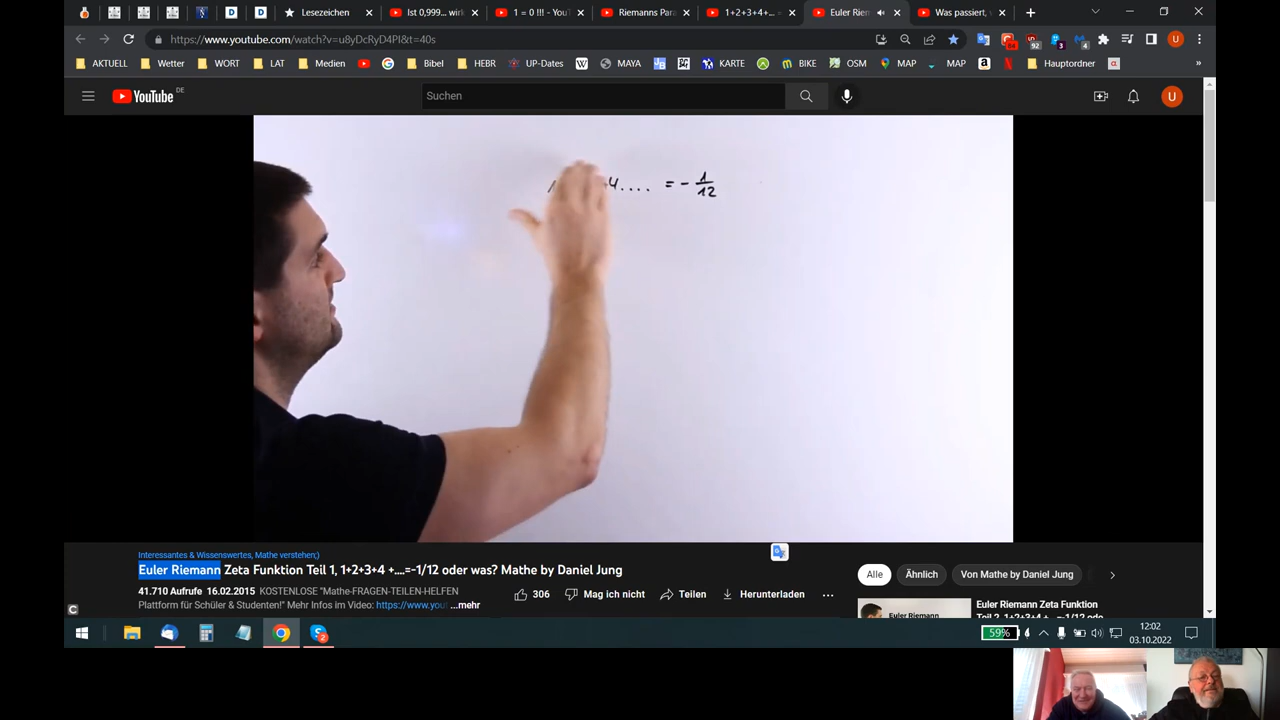 Lesezeichen
Ist 0,999... wirk
1 = 0 !!! - YouT
Riemanns Para
1+2+3+4+...
Euler Riem
Was passiert, w
https://www.youtube.com/watch?v=u8yDcRyD4PI&t=40s
AKTUELL
Wetter
WORT
LAT
Medien
Bibel
HEBR
UP-Dates
MAYA
KARTE
BIKE
OSM
MAP
MAP
Hauptordner
YouTube DE
Suchen
U
4.... = - 1/12
Interessantes & Wissenswertes, Mathe verstehen;)
Euler Riemann Zeta Funktion Teil 1, 1+2+3+4 +....=-1/12 oder was? Mathe by Daniel Jung
41.710 Aufrufe 16.02.2015 KOSTENLOSE "Mathe-FRAGEN-TEILEN-HELFEN
Plattform für Schüler & Studenten!" Mehr Infos im Video: https://www.you ...mehr
306
Mag ich nicht
Teilen
Herunterladen
Alle
Ähnlich
Von Mathe by Daniel Jung
Euler Riemann Zeta Funktion
59%
12:02
03.10.2022